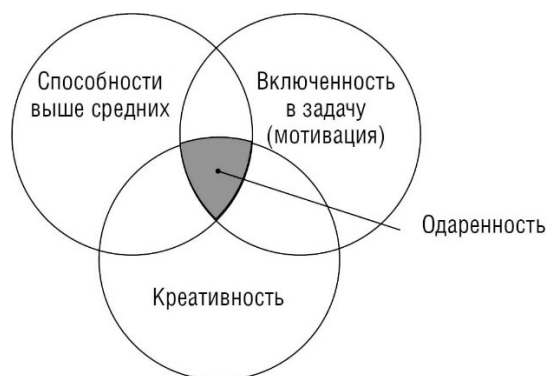 Способности
выше средних
Включенность
в задачу
(мотивация)
Одаренность
Креативность